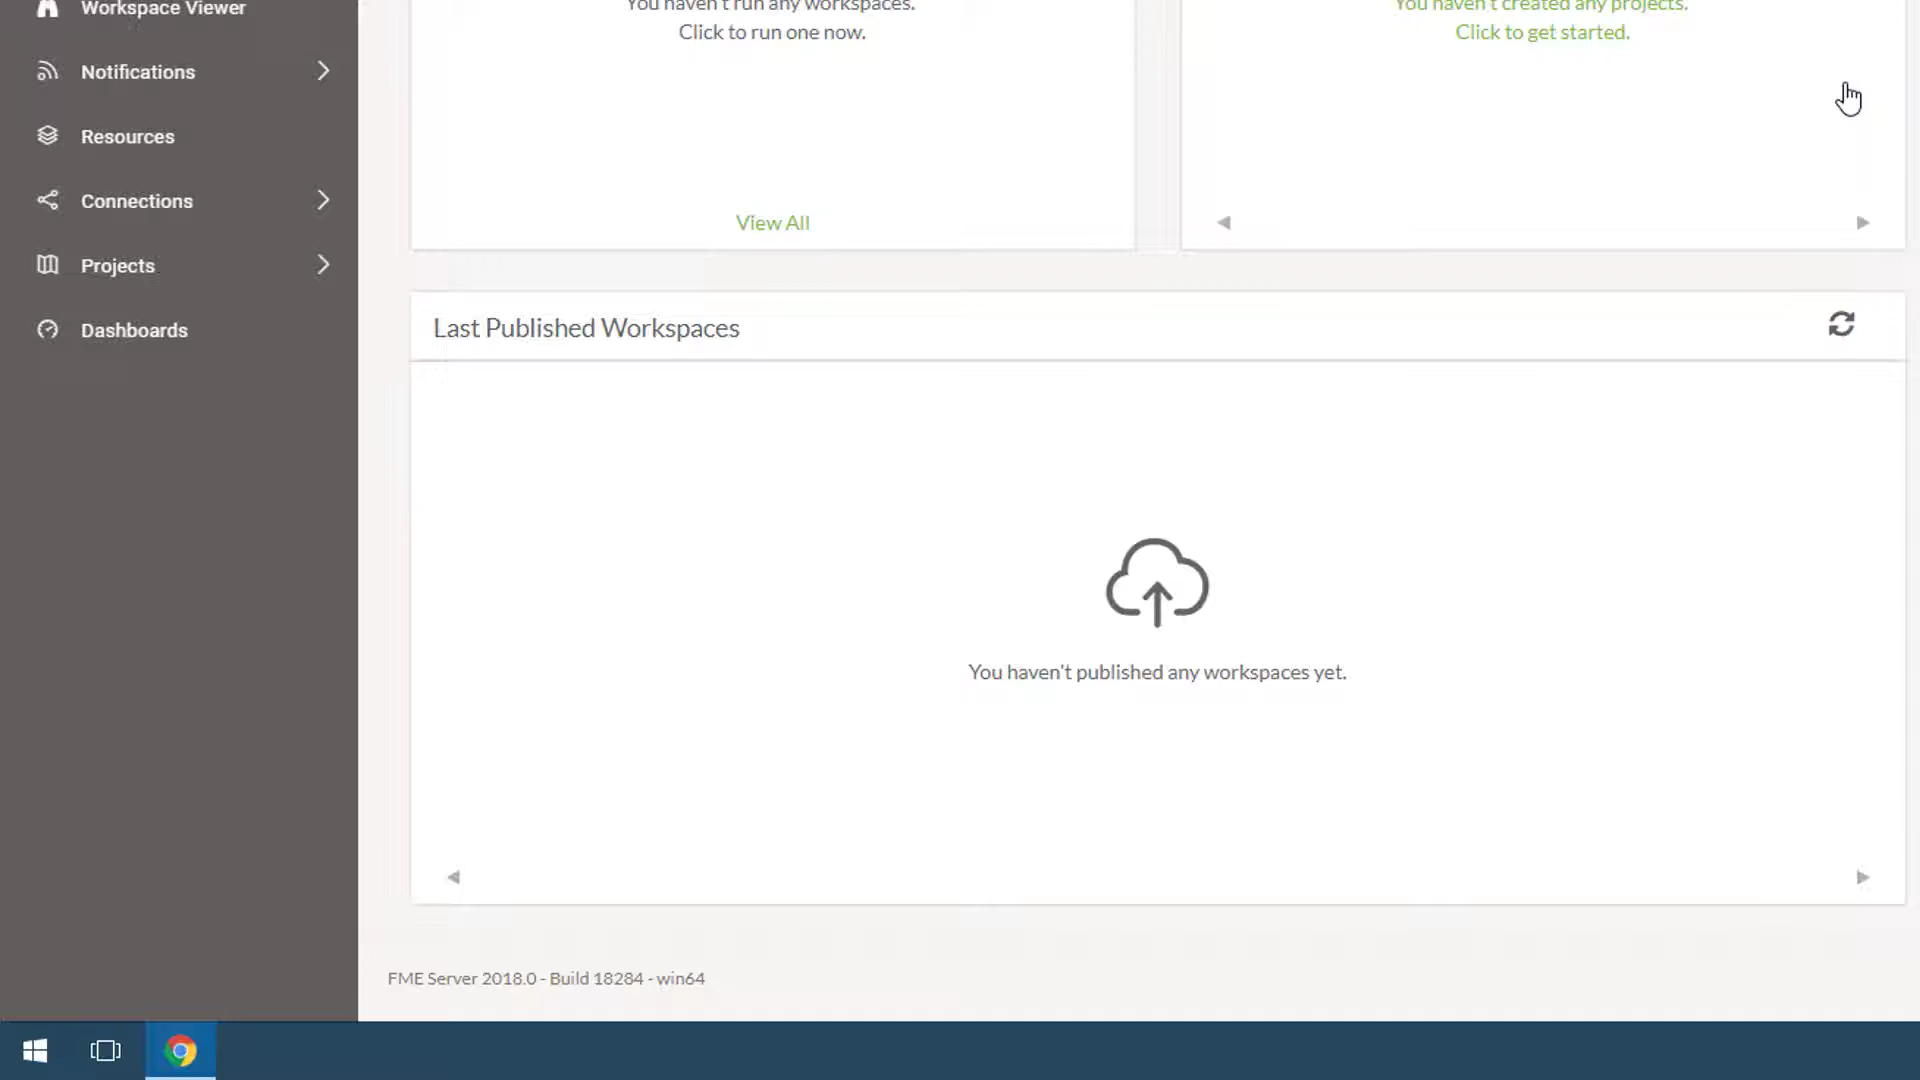 Workspace Viewer
Notifications
Resources
Connections
Projects
Dashboards
You haven't run any workspaces.
Click to run one now.
View All
You haven't created any projects.
Click to get started.
Last Published Workspaces
You haven't published any workspaces yet.
FME Server 2018.0 - Build 18284 - win64